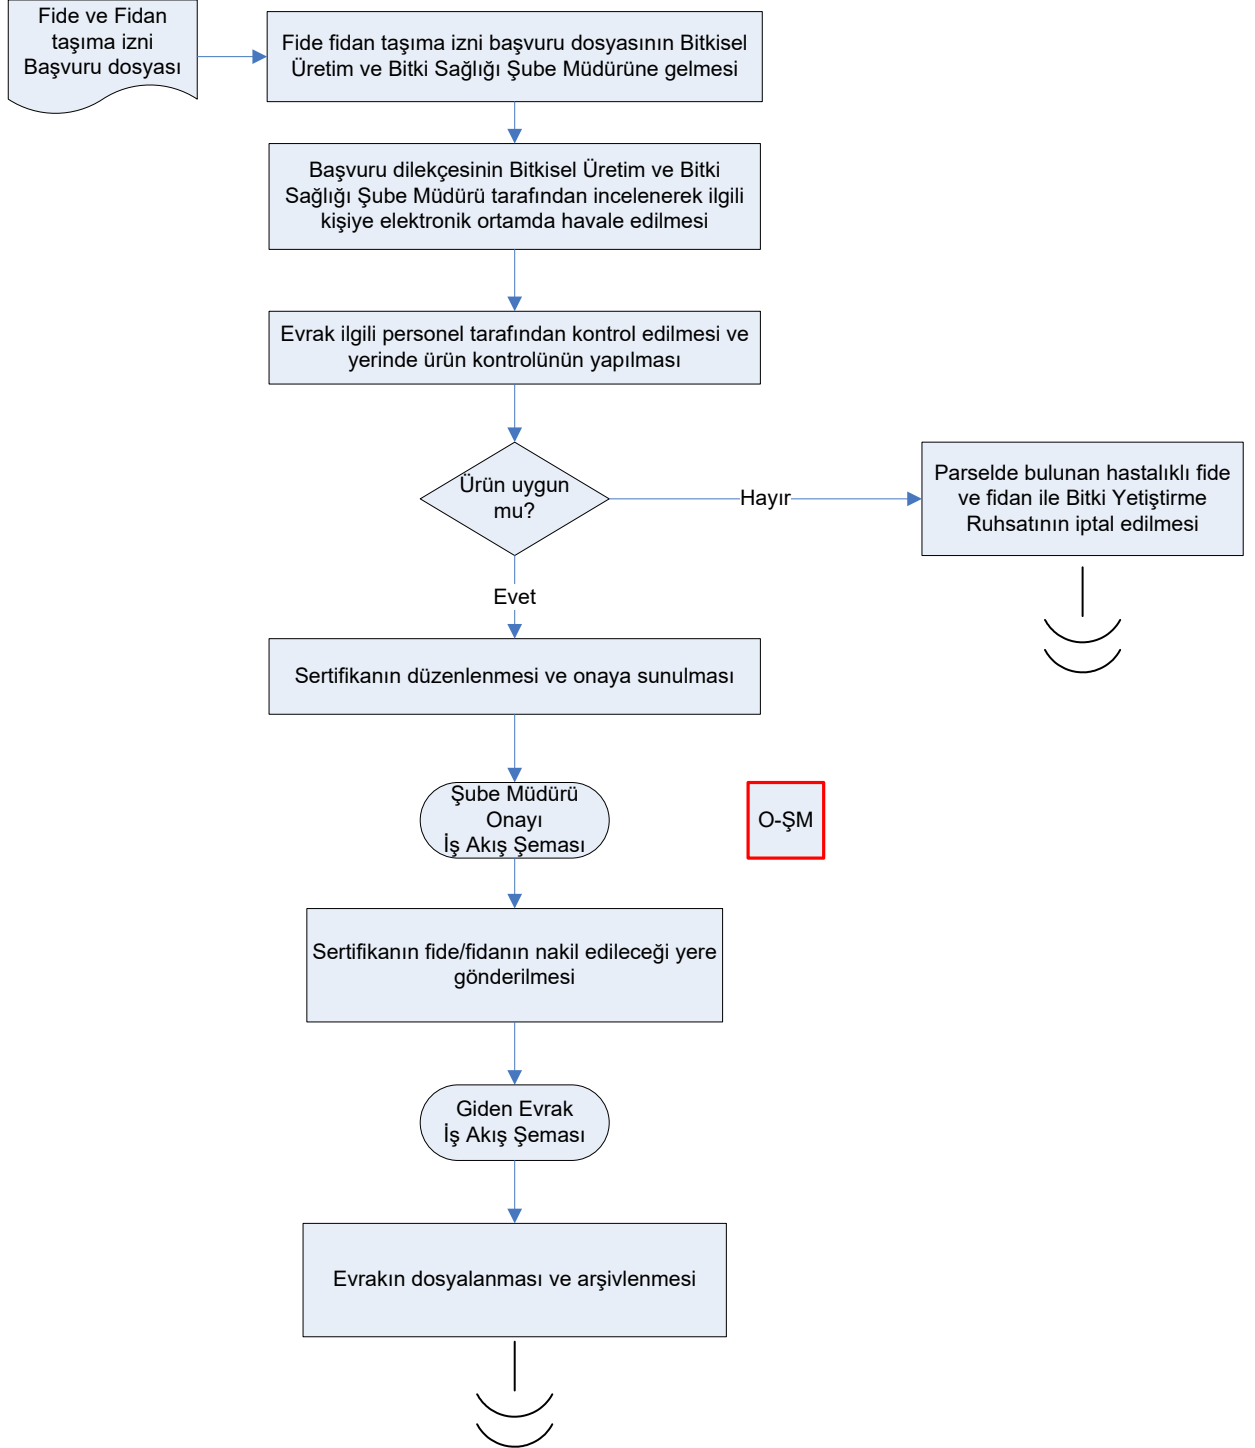 Fide ve Fidan
taşıma izni
Başvuru dosyası
Fide fidan taşıma izni başvuru dosyasının Bitkisel
Üretim ve Bitki Sağlığı Şube Müdürüne gelmesi
Başvuru dilekçesinin Bitkisel Üretim ve Bitki
Sağlığı Şube Müdürü tarafından incelenerek ilgili
kişiye elektronik ortamda havale edilmesi
Evrak ilgili personel tarafından kontrol edilmesi ve
yerinde ürün kontrolünün yapılması
Ürün uygun
mu?
Hayır
Parselde bulunan hastalıklı fide
ve fidan ile Bitki Yetiştirme
Ruhsatının iptal edilmesi
Evet
Sertifikanın düzenlenmesi ve onaya sunulması
Şube Müdürü
Onayı
İş Akış Şeması
O-ŞM
Sertifikanın fide/fidanın nakil edileceği yere
gönderilmesi
Giden Evrak
İş Akış Şeması
Evrakın dosyalanması ve arşivlenmesi